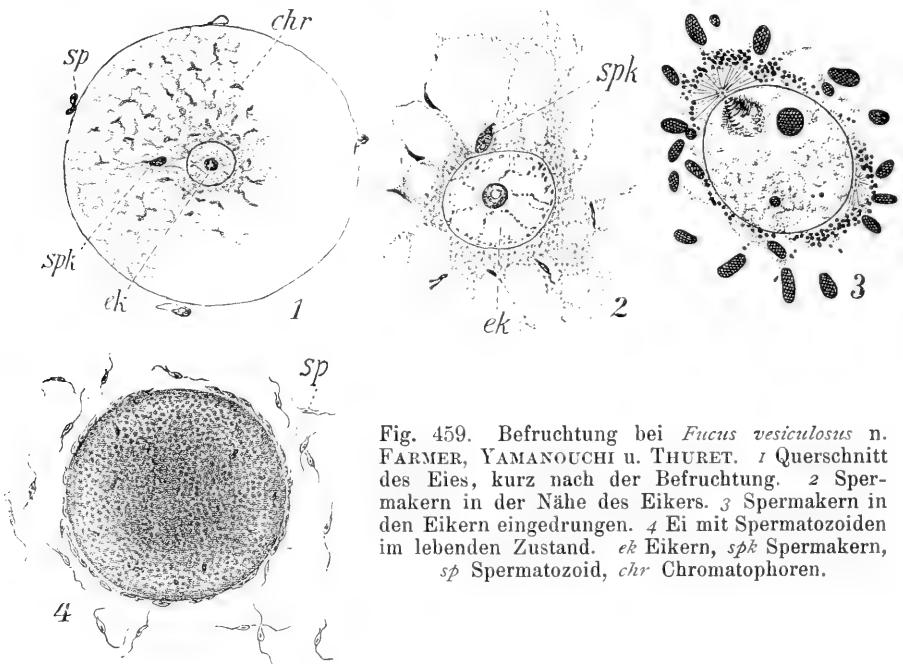 chr
sp
spk
spk
ek
1
ek
2
3
sp
4
Fig. 459. Befruchtung bei Fucus vesiculosus n.
FARMER, YAMANOUCHI u. THURET. 1 Querschnitt
des Eies, kurz nach der Befruchtung. 2 Sper-
makern in der Nähe des Eikers. 3 Spermakern in
den Eikern eingedrungen. 4 Ei mit Spermatozoiden
im lebenden Zustand. ek Eikern, spk Spermakern,
sp Spermatozoid, chr Chromatophoren.